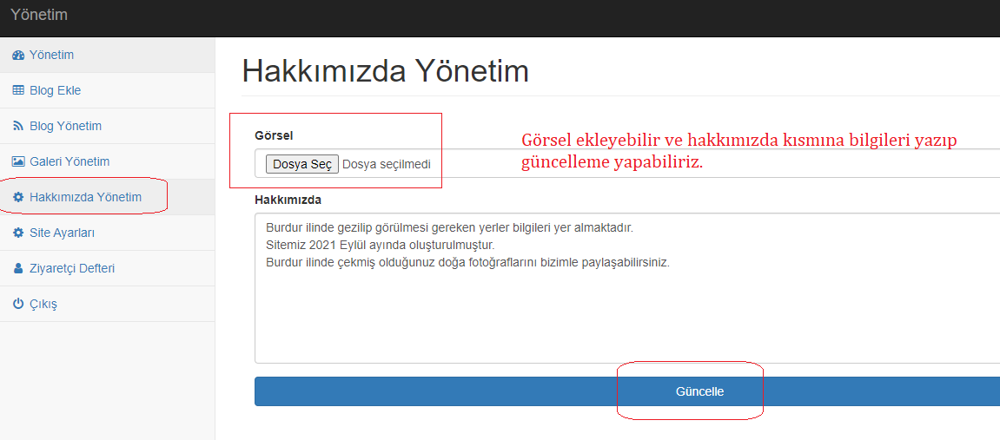 Yönetim
Yönetim
Blog Ekle
Blog Yönetim
Galeri Yönetim
Hakkımızda Yönetim
Site Ayarları
Ziyaretçi Defteri
Çıkış
Hakkımızda Yönetim
Görsel
Dosya Seç Dosya seçilmedi
Görsel ekleyebilir ve hakkımızda kısmına bilgileri yazıp
güncelleme yapabiliriz.
Hakkımızda
Burdur ilinde gezilip görülmesi gereken yerler bilgileri yer almaktadır.
Sitemiz 2021 Eylül ayında oluşturulmuştur.
Burdur ilinde çekmiş olduğunuz doğa fotoğraflarını bizimle paylaşabilirsiniz.
Güncelle